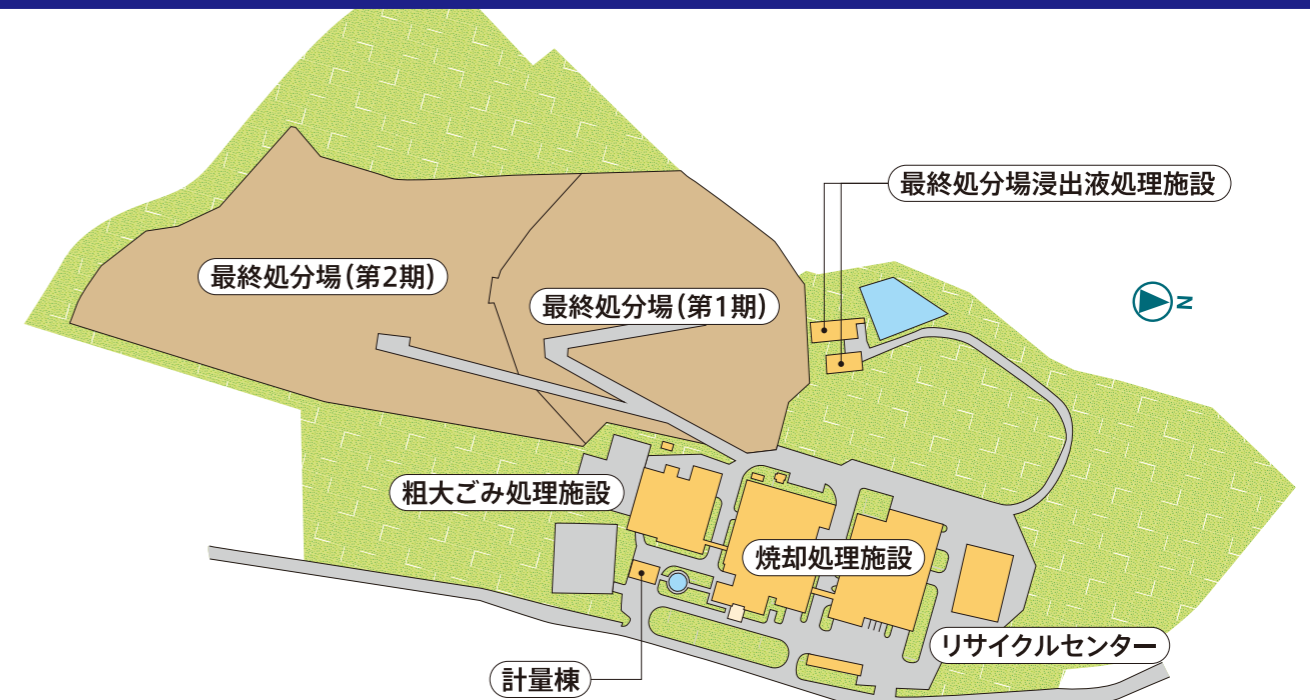 最終処分場浸出液処理施設
最終処分場(第2期)
最終処分場(第1期)
N
粗大ごみ処理施設
焼却処理施設
リサイクルセンター
計量棟